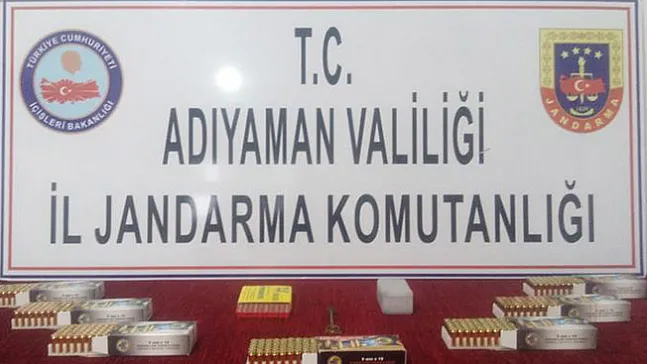 TÜRKİYE CUMHURİYETİ
İÇİŞLERİ BAKANLIĞI
T.C.
ADIYAMAN VALİLİĞİ
İL JANDARMA KOMUTANLIĞI
JANDARMA